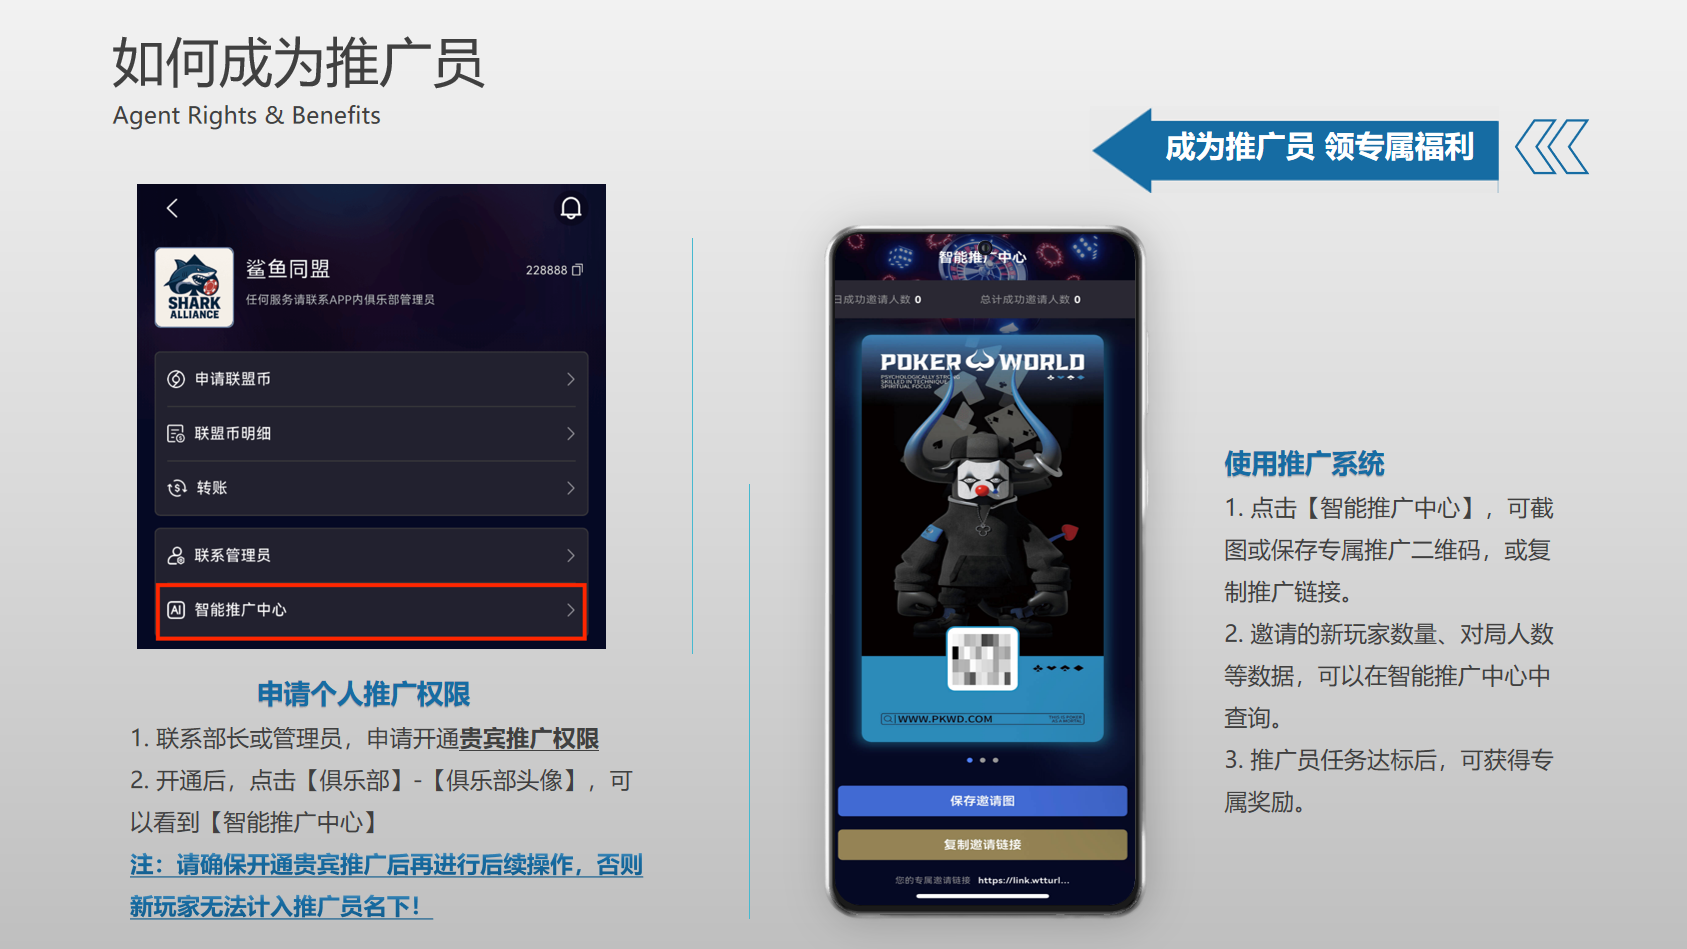 如何成为推广员
Agent Rights & Benefits
成为推广员 领专属福利
鲨鱼同盟
228888
任何服务请联系APP内俱乐部管理员
SHARK
ALLIANCE
申请联盟币
联盟币明细
转账
联系管理员
AI 智能推广中心
申请个人推广权限
1. 联系部长或管理员，申请开通贵宾推广权限
2. 开通后，点击【俱乐部】-【俱乐部头像】，可
以看到【智能推广中心】
注：请确保开通贵宾推广后再进行后续操作，否则
新玩家无法计入推广员名下！
智能推广中心
日成功邀请人数 0
总计成功邀请人数 0
POKER WORLD
PSYCHOLOGICALLY STRONG
SKILLED IN TECHNIQUE
SPIRITUAL FOCUS
WWW.PKWD.COM
保存邀请图
复制邀请链接
您的专属邀请链接 https://link.wtturl...
使用推广系统
1. 点击【智能推广中心】，可截
图或保存专属推广二维码，或复
制推广链接。
2. 邀请的新玩家数量、对局人数
等数据，可以在智能推广中心中
查询。
3. 推广员任务达标后，可获得专
属奖励。